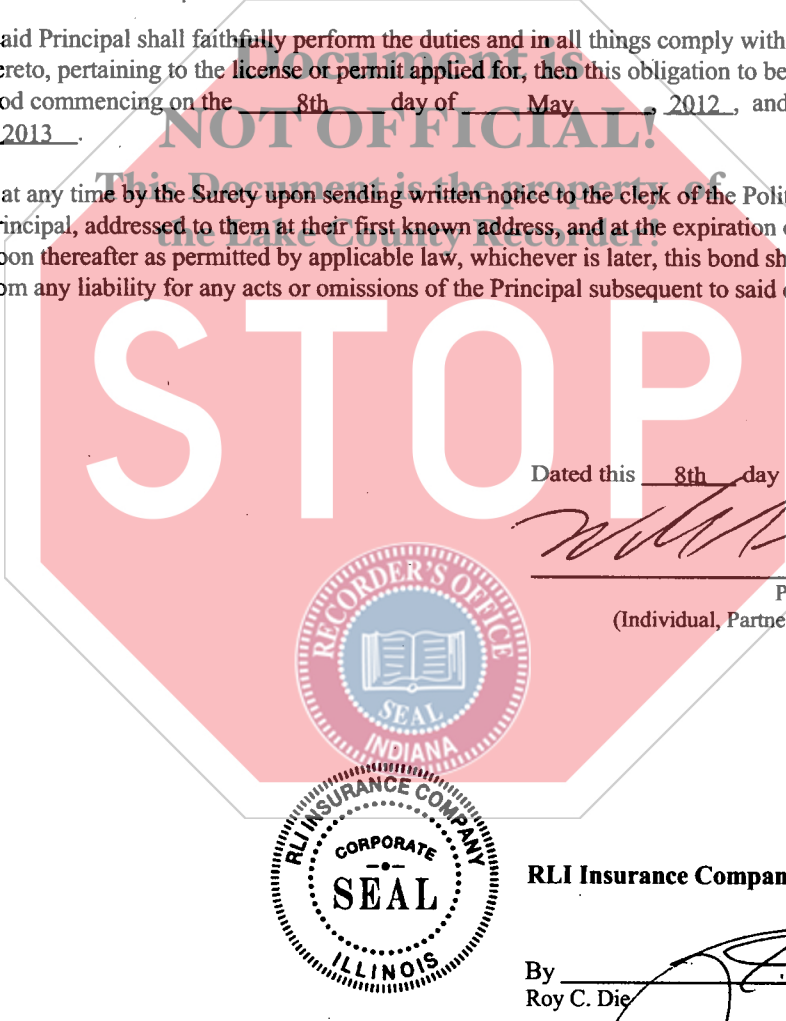 aid Principal shall faithfully perform the duties and in all things comply with
ereto, pertaining to the license or permit applied for, then this obligation to be
od commencing on the 8th day of May, 2012, and
2013.
Document is
NOT OFFICIAL!
This Document is the property of
the Lake County Recorder!
at any time by the Surety upon sending written notice to the clerk of the Polit
rincipal, addressed to them at their first known address, and at the expiration
oon thereafter as permitted by applicable law, whichever is later, this bond sh
om any liability for any acts or omissions of the Principal subsequent to said
STOP
Dated this 8th day
P
(Individual, Partne
RECORDER'S OFFICE
SEAL
INDIANA
RLI INSURANCE COMPANY
CORPORATE
SEAL
ILLINOIS
RLI Insurance Compan
By
Roy C. Die